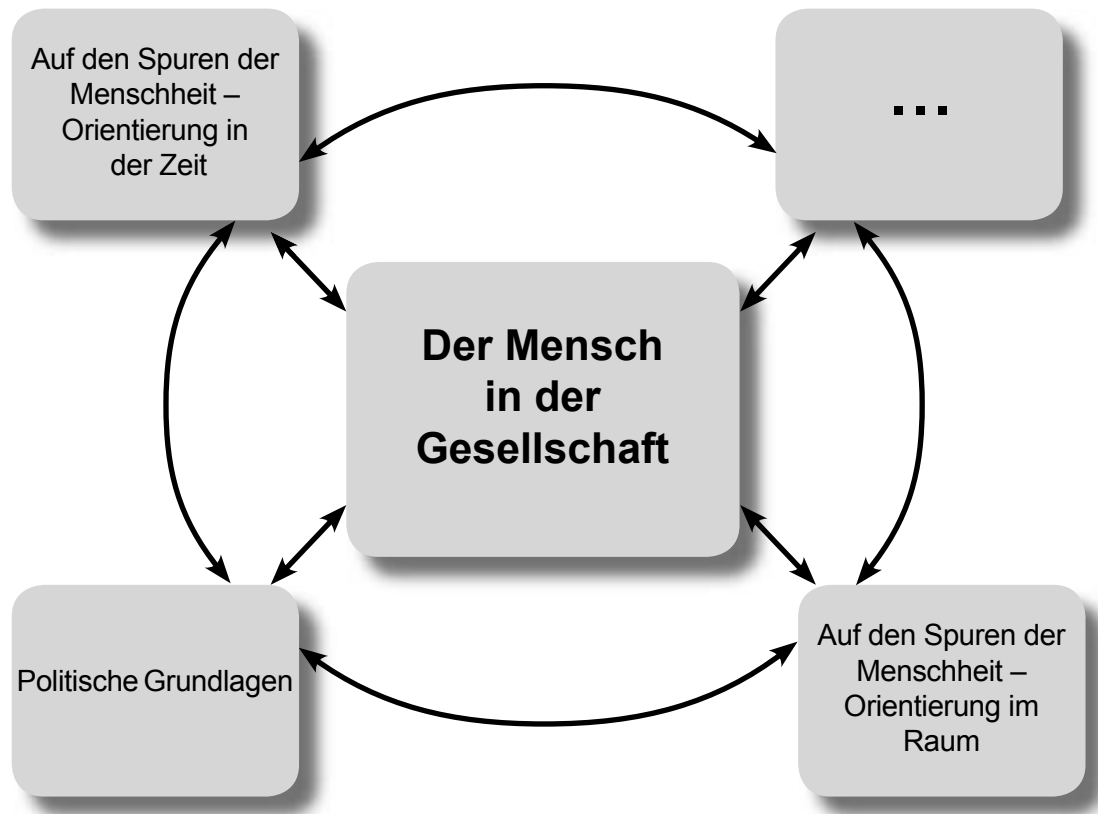 Auf den Spuren der
Menschheit –
Orientierung in
der Zeit
...
Der Mensch
in der
Gesellschaft
Politische Grundlagen
Auf den Spuren der
Menschheit –
Orientierung im
Raum